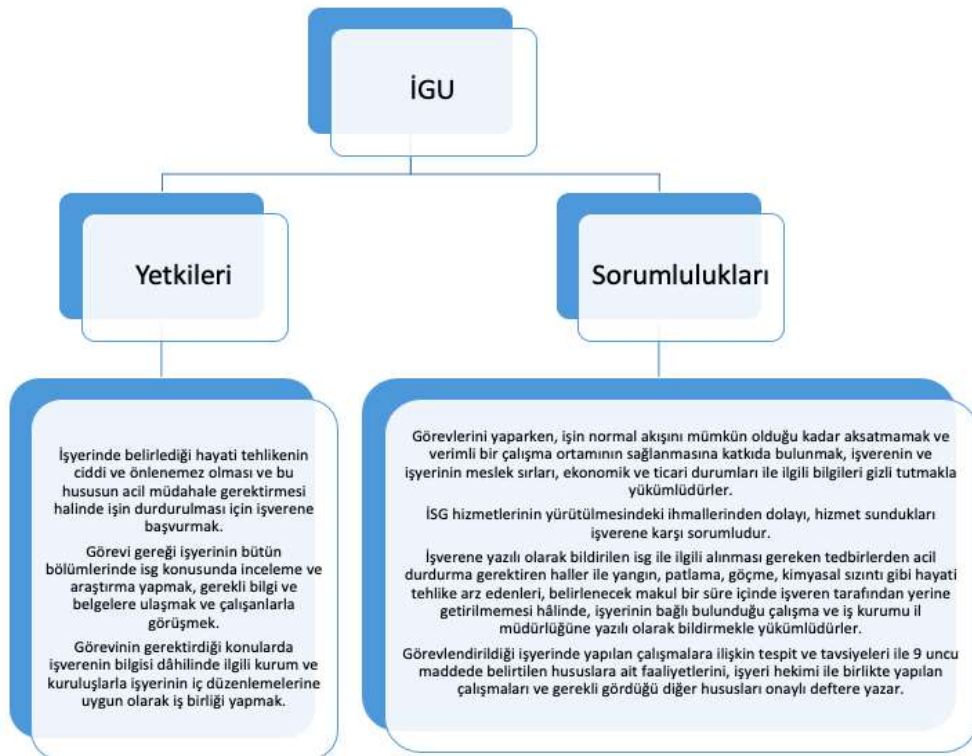 İGU
Yetkileri
Sorumlulukları
İşyerinde belirlediği hayati tehlikenin
ciddi ve önlenemez olması ve bu
hususun acil müdahale gerektirmesi
halinde işin durdurulması için işverene
başvurmak.
Görevi gereği işyerinin bütün
bölümlerinde isg konusunda inceleme ve
araştırma yapmak, gerekli bilgi ve
belgelere ulaşmak ve çalışanlarla
görüşmek.
Görevinin gerektirdiği konularda
işverenin bilgisi dâhilinde ilgili kurum ve
kuruluşlarla işyerinin iç düzenlemelerine
uygun olarak iş birliği yapmak.
Görevlerini yaparken, işin normal akışını mümkün olduğu kadar aksatmamak ve
verimli bir çalışma ortamının sağlanmasına katkıda bulunmak, işverenin ve
işyerinin meslek sırları, ekonomik ve ticari durumları ile ilgili bilgileri gizli tutmakla
yükümlüdürler.
İSG hizmetlerinin yürütülmesindeki ihmallerinden dolayı, hizmet sundukları
işverene karşı sorumludur.
İşverene yazılı olarak bildirilen isg ile ilgili alınması gereken tedbirlerden acil
durdurma gerektiren haller ile yangın, patlama, göçme, kimyasal sızıntı gibi hayati
tehlike arz edenleri, belirlenecek makul bir süre içinde işveren tarafından yerine
getirilmemesi hâlinde, işyerinin bağlı bulunduğu çalışma ve iş kurumu il
müdürlüğüne yazılı olarak bildirmekle yükümlüdürler.
Görevlendirildiği işyerinde yapılan çalışmalara ilişkin tespit ve tavsiyeleri ile 9 uncu
maddede belirtilen hususlara ait faaliyetlerini, işyeri hekimi ile birlikte yapılan
çalışmaları ve gerekli gördüğü diğer hususları onaylı deftere yazar.